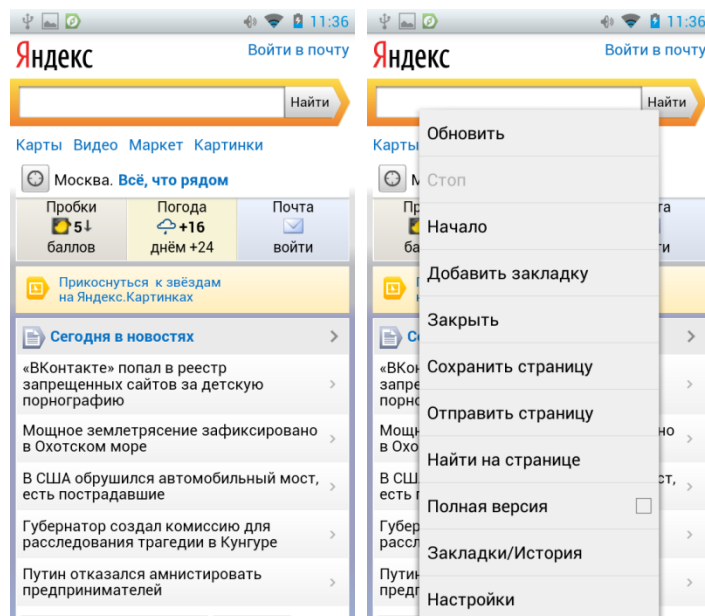 11:36
Яндекс
Войти в почту
Найти
Карты Видео Маркет Картинки
Москва. Всё, что рядом
Пробки Погода Почта
5↓ +16
баллов днём +24 войти
Прикоснуться к звёздам
на Яндекс.Картинках
Сегодня в новостях
«ВКонтакте» попал в реестр
запрещенных сайтов за детскую
порнографию
Мощное землетрясение зафиксировано
в Охотском море
В США обрушился автомобильный мост,
есть пострадавшие
Губернатор создал комиссию для
расследования трагедии в Кунгуре
Путин отказался амнистировать
предпринимателей
11:36
Яндекс
Войти в почту
Найти
Карты
Обновить
Стоп
Начало
Добавить закладку
Закрыть
Сохранить страницу
Отправить страницу
Найти на странице
Полная версия
Закладки/История
Настройки